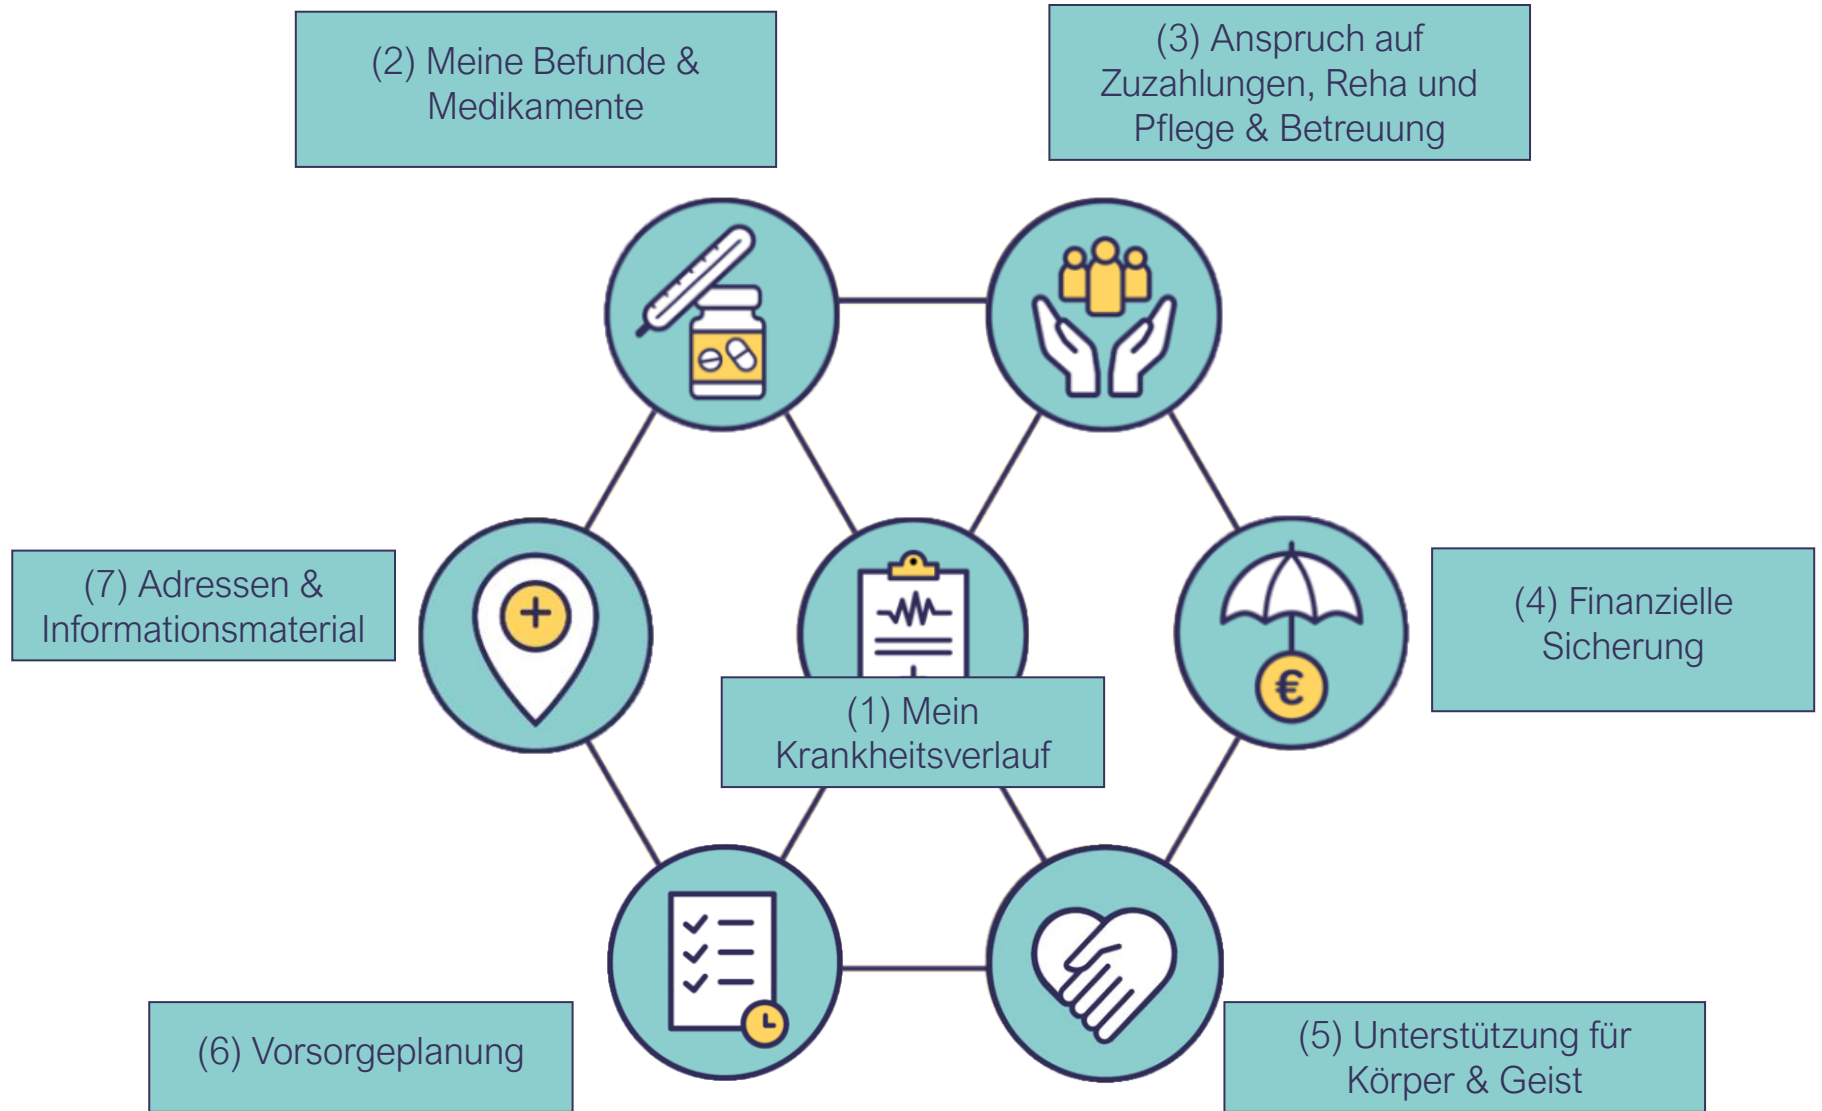 (2) Meine Befunde &
Medikamente
(3) Anspruch auf
Zuzahlungen, Reha und
Pflege & Betreuung
(7) Adressen &
Informationsmaterial
(4) Finanzielle
Sicherung
€
(1) Mein
Krankheitsverlauf
(6) Vorsorgeplanung
(5) Unterstützung für
Körper & Geist